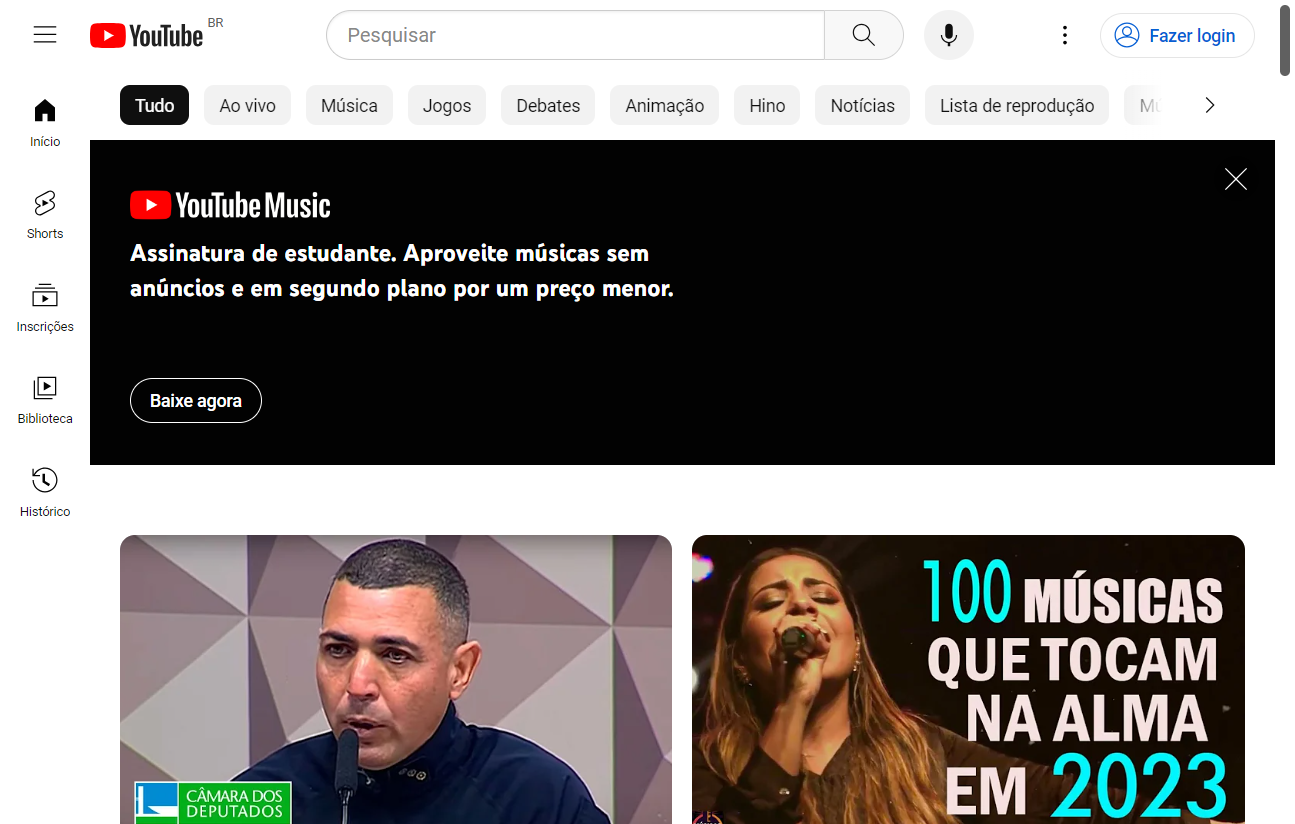 YouTube BR
Pesquisar
Fazer login
Tudo
Ao vivo
Música
Jogos
Debates
Animação
Hino
Notícias
Lista de reprodução
Início
Shorts
Inscrições
Biblioteca
Histórico
YouTube Music
Assinatura de estudante. Aproveite músicas sem
anúncios e em segundo plano por um preço menor.
Baixe agora
CÂMARA DOS
DEPUTADOS
100 MÚSICAS
QUE TOCAM
NA ALMA
EM 2023